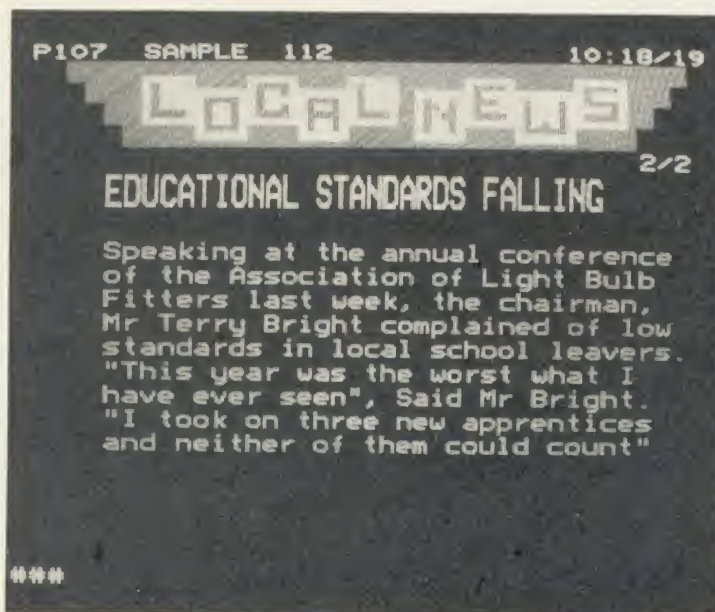 P107 SAMPLE 112 10:18/19
LOCAL NEWS
2/2
EDUCATIONAL STANDARDS FALLING
Speaking at the annual conference
of the Association of Light Bulb
Fitters last week, the chairman,
Mr Terry Bright complained of low
standards in local school leavers.
"This year was the worst what I
have ever seen", Said Mr Bright.
"I took on three new apprentices
and neither of them could count"
###